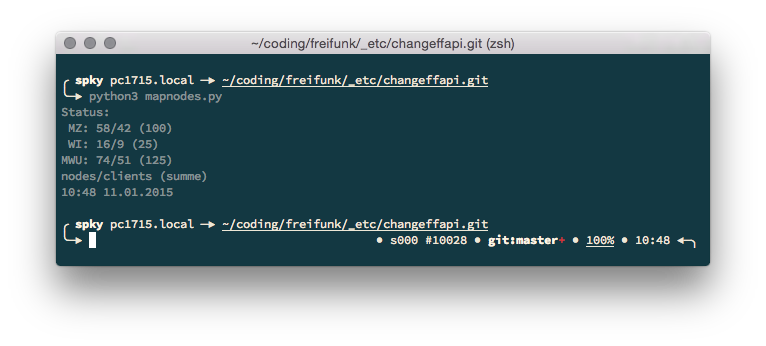 ~/coding/freifunk/_etc/changeffapi.git (zsh)
╭ spky pc1715.local → ~/coding/freifunk/_etc/changeffapi.git
╰→ python3 mapnodes.py
Status:
 MZ: 58/42 (100)
 WI: 16/9 (25)
MWU: 74/51 (125)
nodes/clients (summe)
10:48 11.01.2015
╭ spky pc1715.local → ~/coding/freifunk/_etc/changeffapi.git
╰→ • s000 #10028 • git:master+ • 100% • 10:48 ←╮